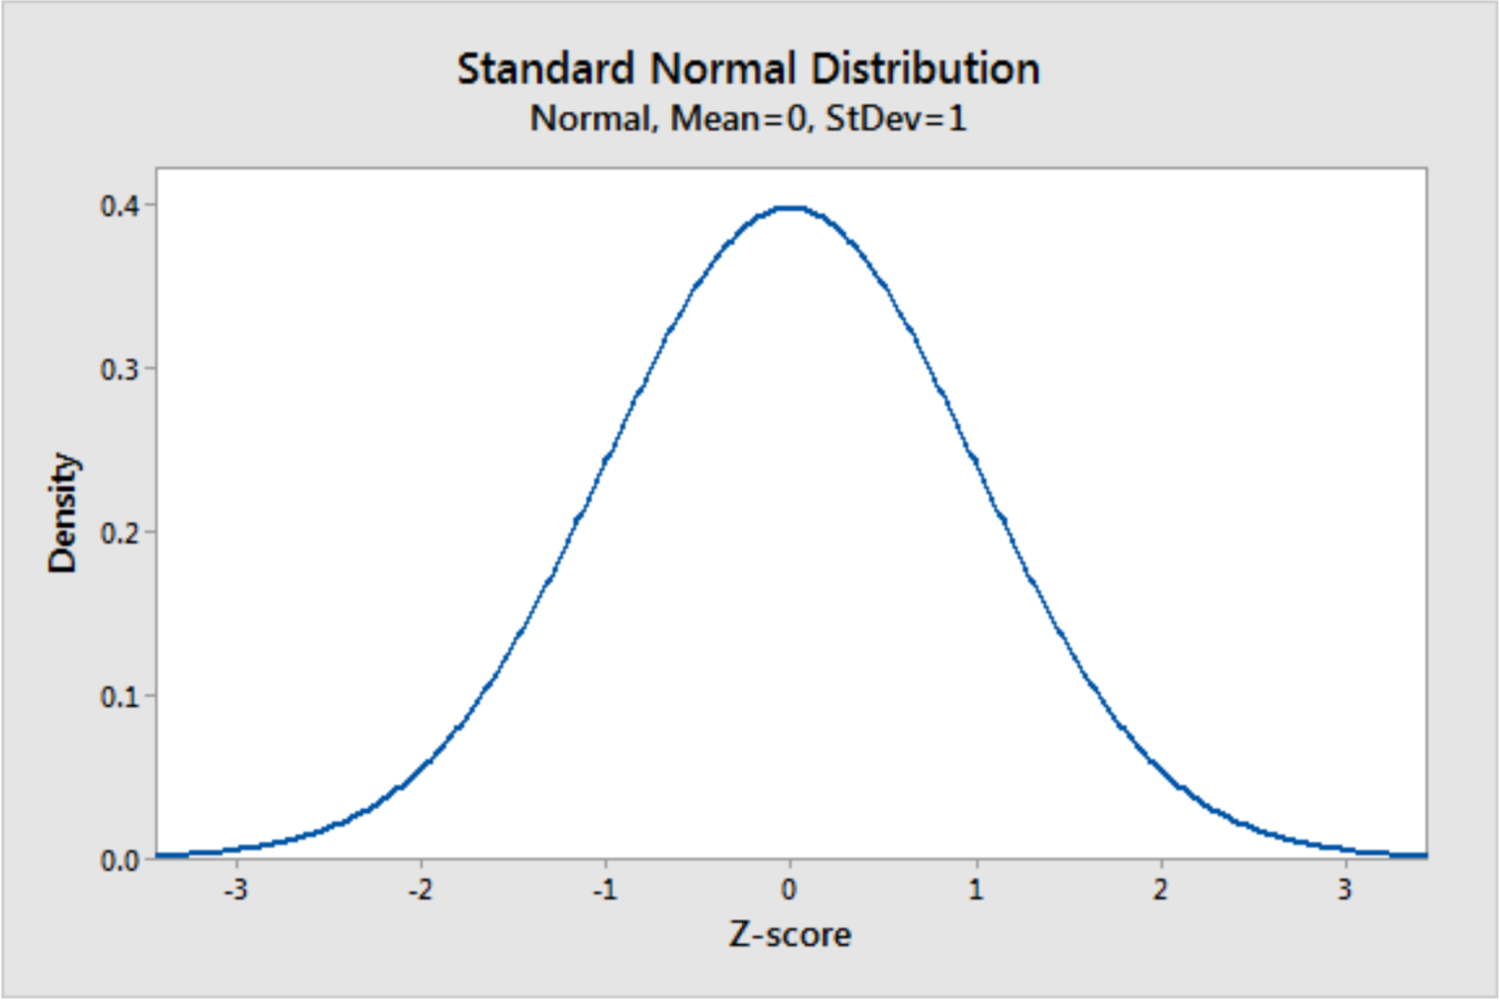 Standard Normal Distribution
Normal, Mean=0, StDev=1
Density
0.4
0.3
0.2
0.1
0.0
-3 -2 -1 0 1 2 3
Z-score